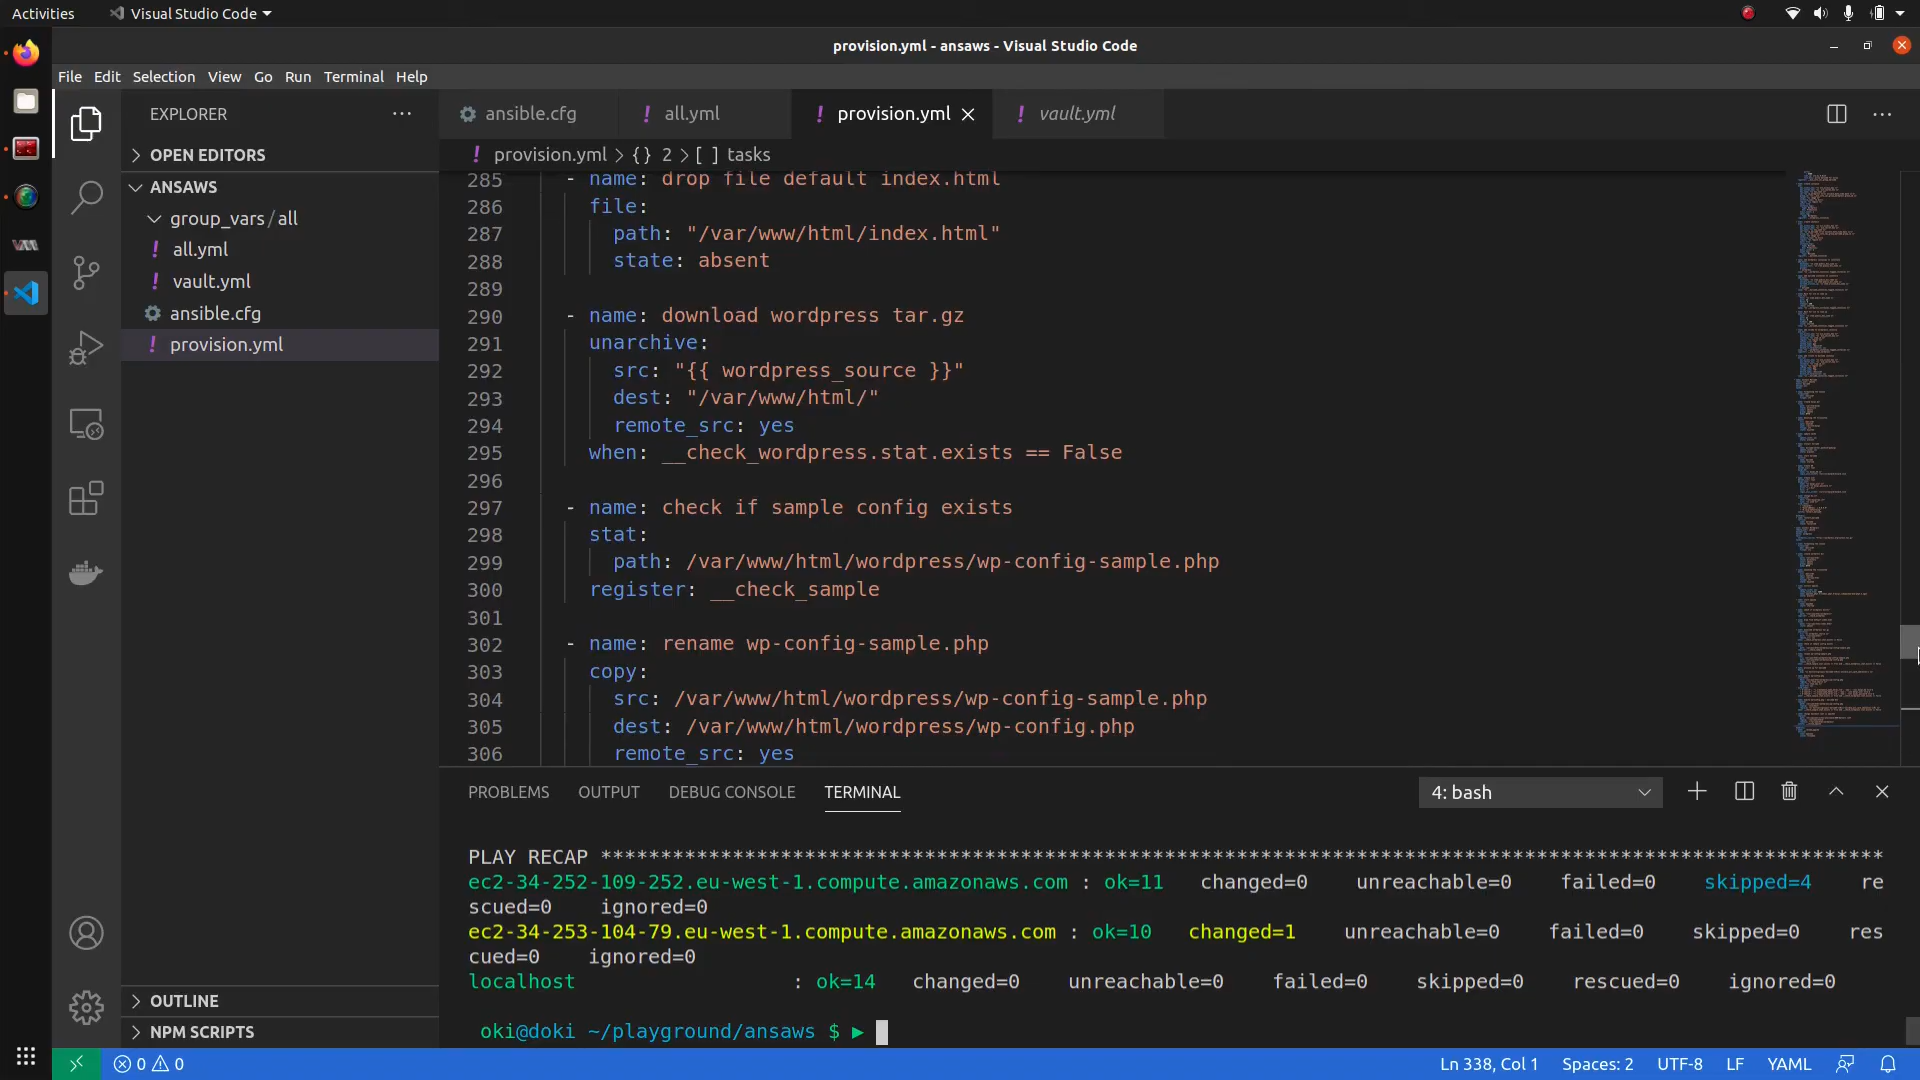 Activities
Visual Studio Code
provision.yml - ansaws - Visual Studio Code
File Edit Selection View Go Run Terminal Help
EXPLORER
OPEN EDITORS
ANSAWS
group_vars/all
! all.yml
! vault.yml
ansible.cfg
! provision.yml
OUTLINE
NPM SCRIPTS
ansible.cfg
! all.yml
! provision.yml
! vault.yml
! provision.yml > {} 2 > [ ] tasks
285 - name: drop file default index.html
286 file:
287 path: "/var/www/html/index.html"
288 state: absent
289
290 - name: download wordpress tar.gz
291 unarchive:
292 src: "{{ wordpress_source }}"
293 dest: "/var/www/html/"
294 remote_src: yes
295 when: __check_wordpress.stat.exists == False
296
297 - name: check if sample config exists
298 stat:
299 path: /var/www/html/wordpress/wp-config-sample.php
300 register: __check_sample
301
302 - name: rename wp-config-sample.php
303 copy:
304 src: /var/www/html/wordpress/wp-config-sample.php
305 dest: /var/www/html/wordpress/wp-config.php
306 remote_src: yes
PROBLEMS OUTPUT DEBUG CONSOLE TERMINAL
4: bash
PLAY RECAP ***********************************************************************************************************
ec2-34-252-109-252.eu-west-1.compute.amazonaws.com : ok=11 changed=0 unreachable=0 failed=0 skipped=4 re
scued=0 ignored=0
ec2-34-253-104-79.eu-west-1.compute.amazonaws.com : ok=10 changed=1 unreachable=0 failed=0 skipped=0 res
cued=0 ignored=0
localhost : ok=14 changed=0 unreachable=0 failed=0 skipped=0 rescued=0 ignored=0
oki@doki ~/playground/ansaws $ ▶
0 0
Ln 338, Col 1
Spaces: 2
UTF-8
LF
YAML